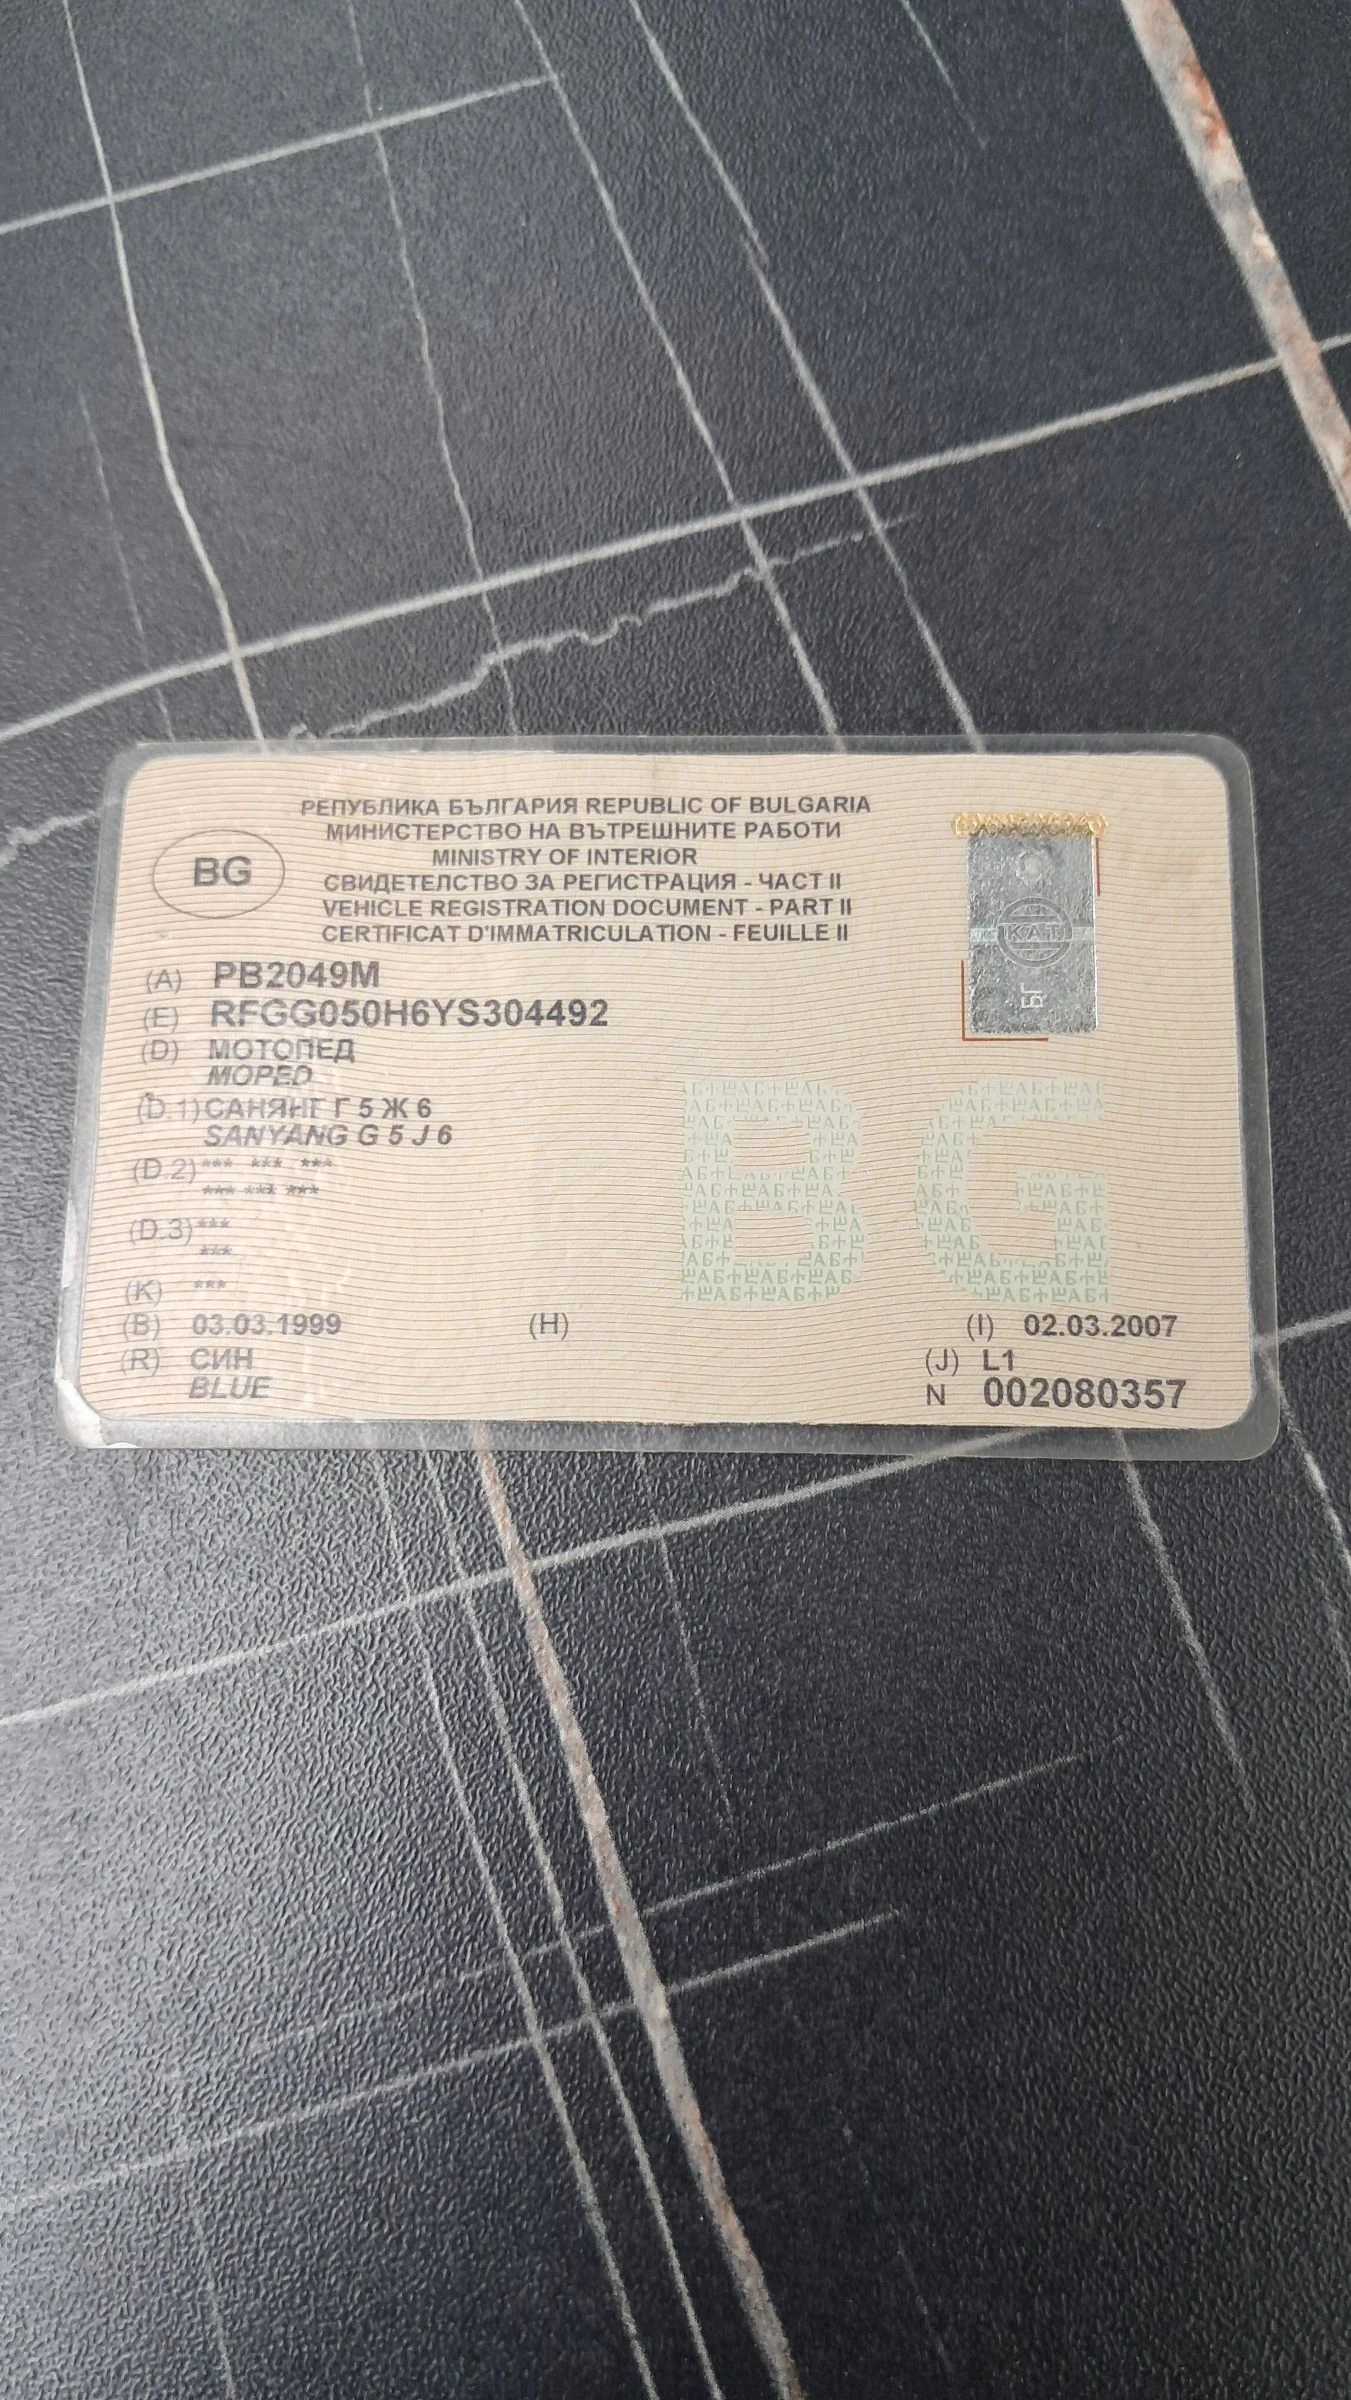 РЕПУБЛИКА БЪЛГАРИЯ REPUBLIC OF BULGARIA
МИНИСТЕРСТВО НА ВЪТРЕШНИТЕ РАБОТИ
MINISTRY OF INTERIOR
СВИДЕТЕЛСТВО ЗА РЕГИСТРАЦИЯ - ЧАСТ II
VEHICLE REGISTRATION DOCUMENT - PART II
CERTIFICAT D'IMMATRICULATION - FEUILLE II
BG
КАТ
БГ
(A) PB2049M
(E) RFGG050H6YS304492
(D) МОТОПЕД
MOPED
(D.1) САНЯНГ Г 5 Ж 6
SANYANG G 5 J 6
(D.2) *** *** ***
*** *** ***
(D.3) ***
***
(K) ***
BG
(B) 03.03.1999 (H) (I) 02.03.2007
(R) СИН (J) L1
BLUE N 002080357